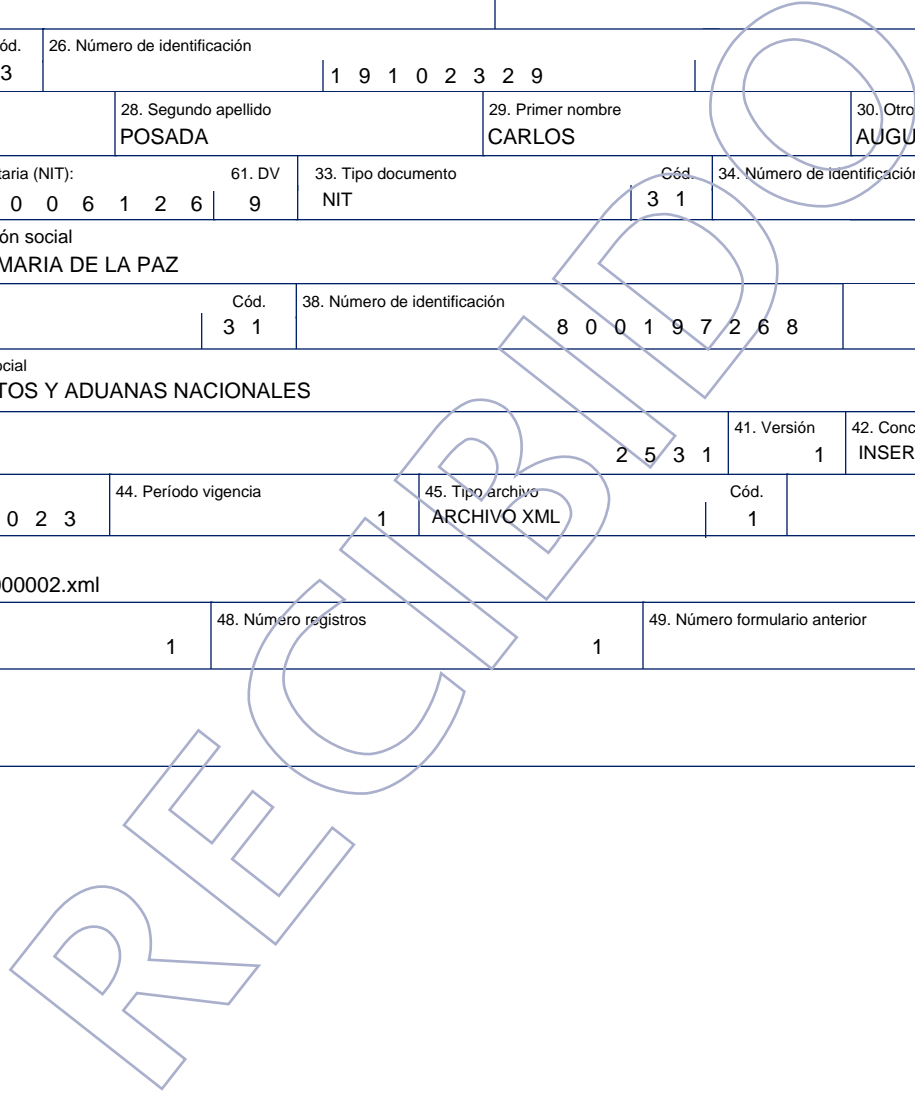 ód. 26. Número de identificación
3 1 9 1 0 2 3 2 9
28. Segundo apellido 29. Primer nombre 30. Otro
POSADA CARLOS AUGU
aria (NIT): 61. DV 33. Tipo documento Cód. 34. Número de identificación
0 0 6 1 2 6 9 NIT 3 1
ón social
MARIA DE LA PAZ
Cód. 38. Número de identificación
3 1 8 0 0 1 9 7 2 6 8
ocial
TOS Y ADUANAS NACIONALES
41. Versión 42. Conc
2 5 3 1 1 INSER
44. Período vigencia 45. Tipo archivo Cód.
0 2 3 1 ARCHIVO XML 1
000002.xml
48. Número registros 49. Número formulario anterior
1 1
RECIBIDO